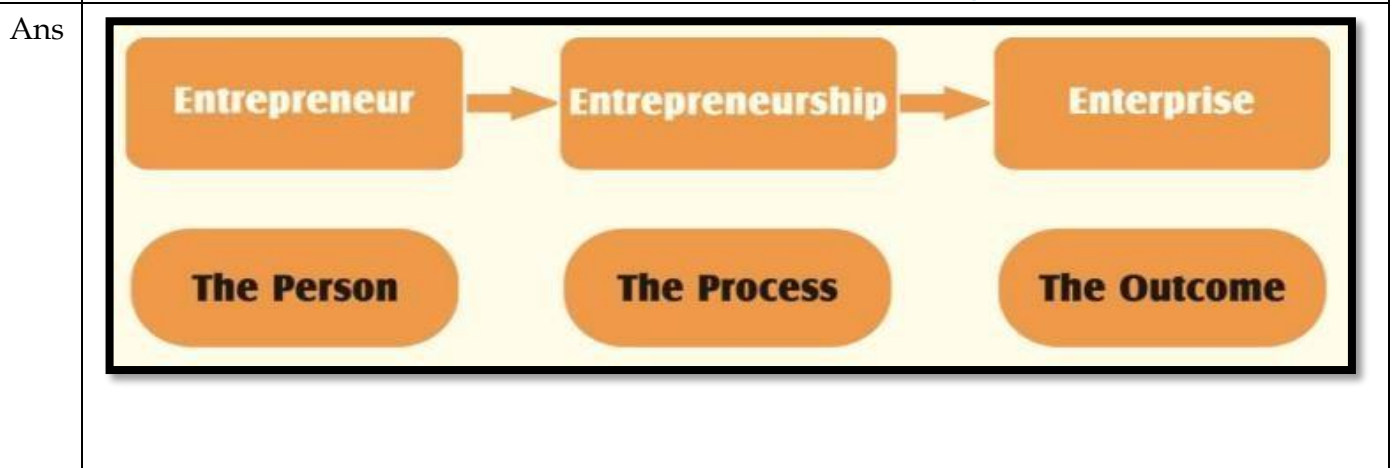 Ans
Entrepreneur Entrepreneurship Enterprise
The Person The Process The Outcome